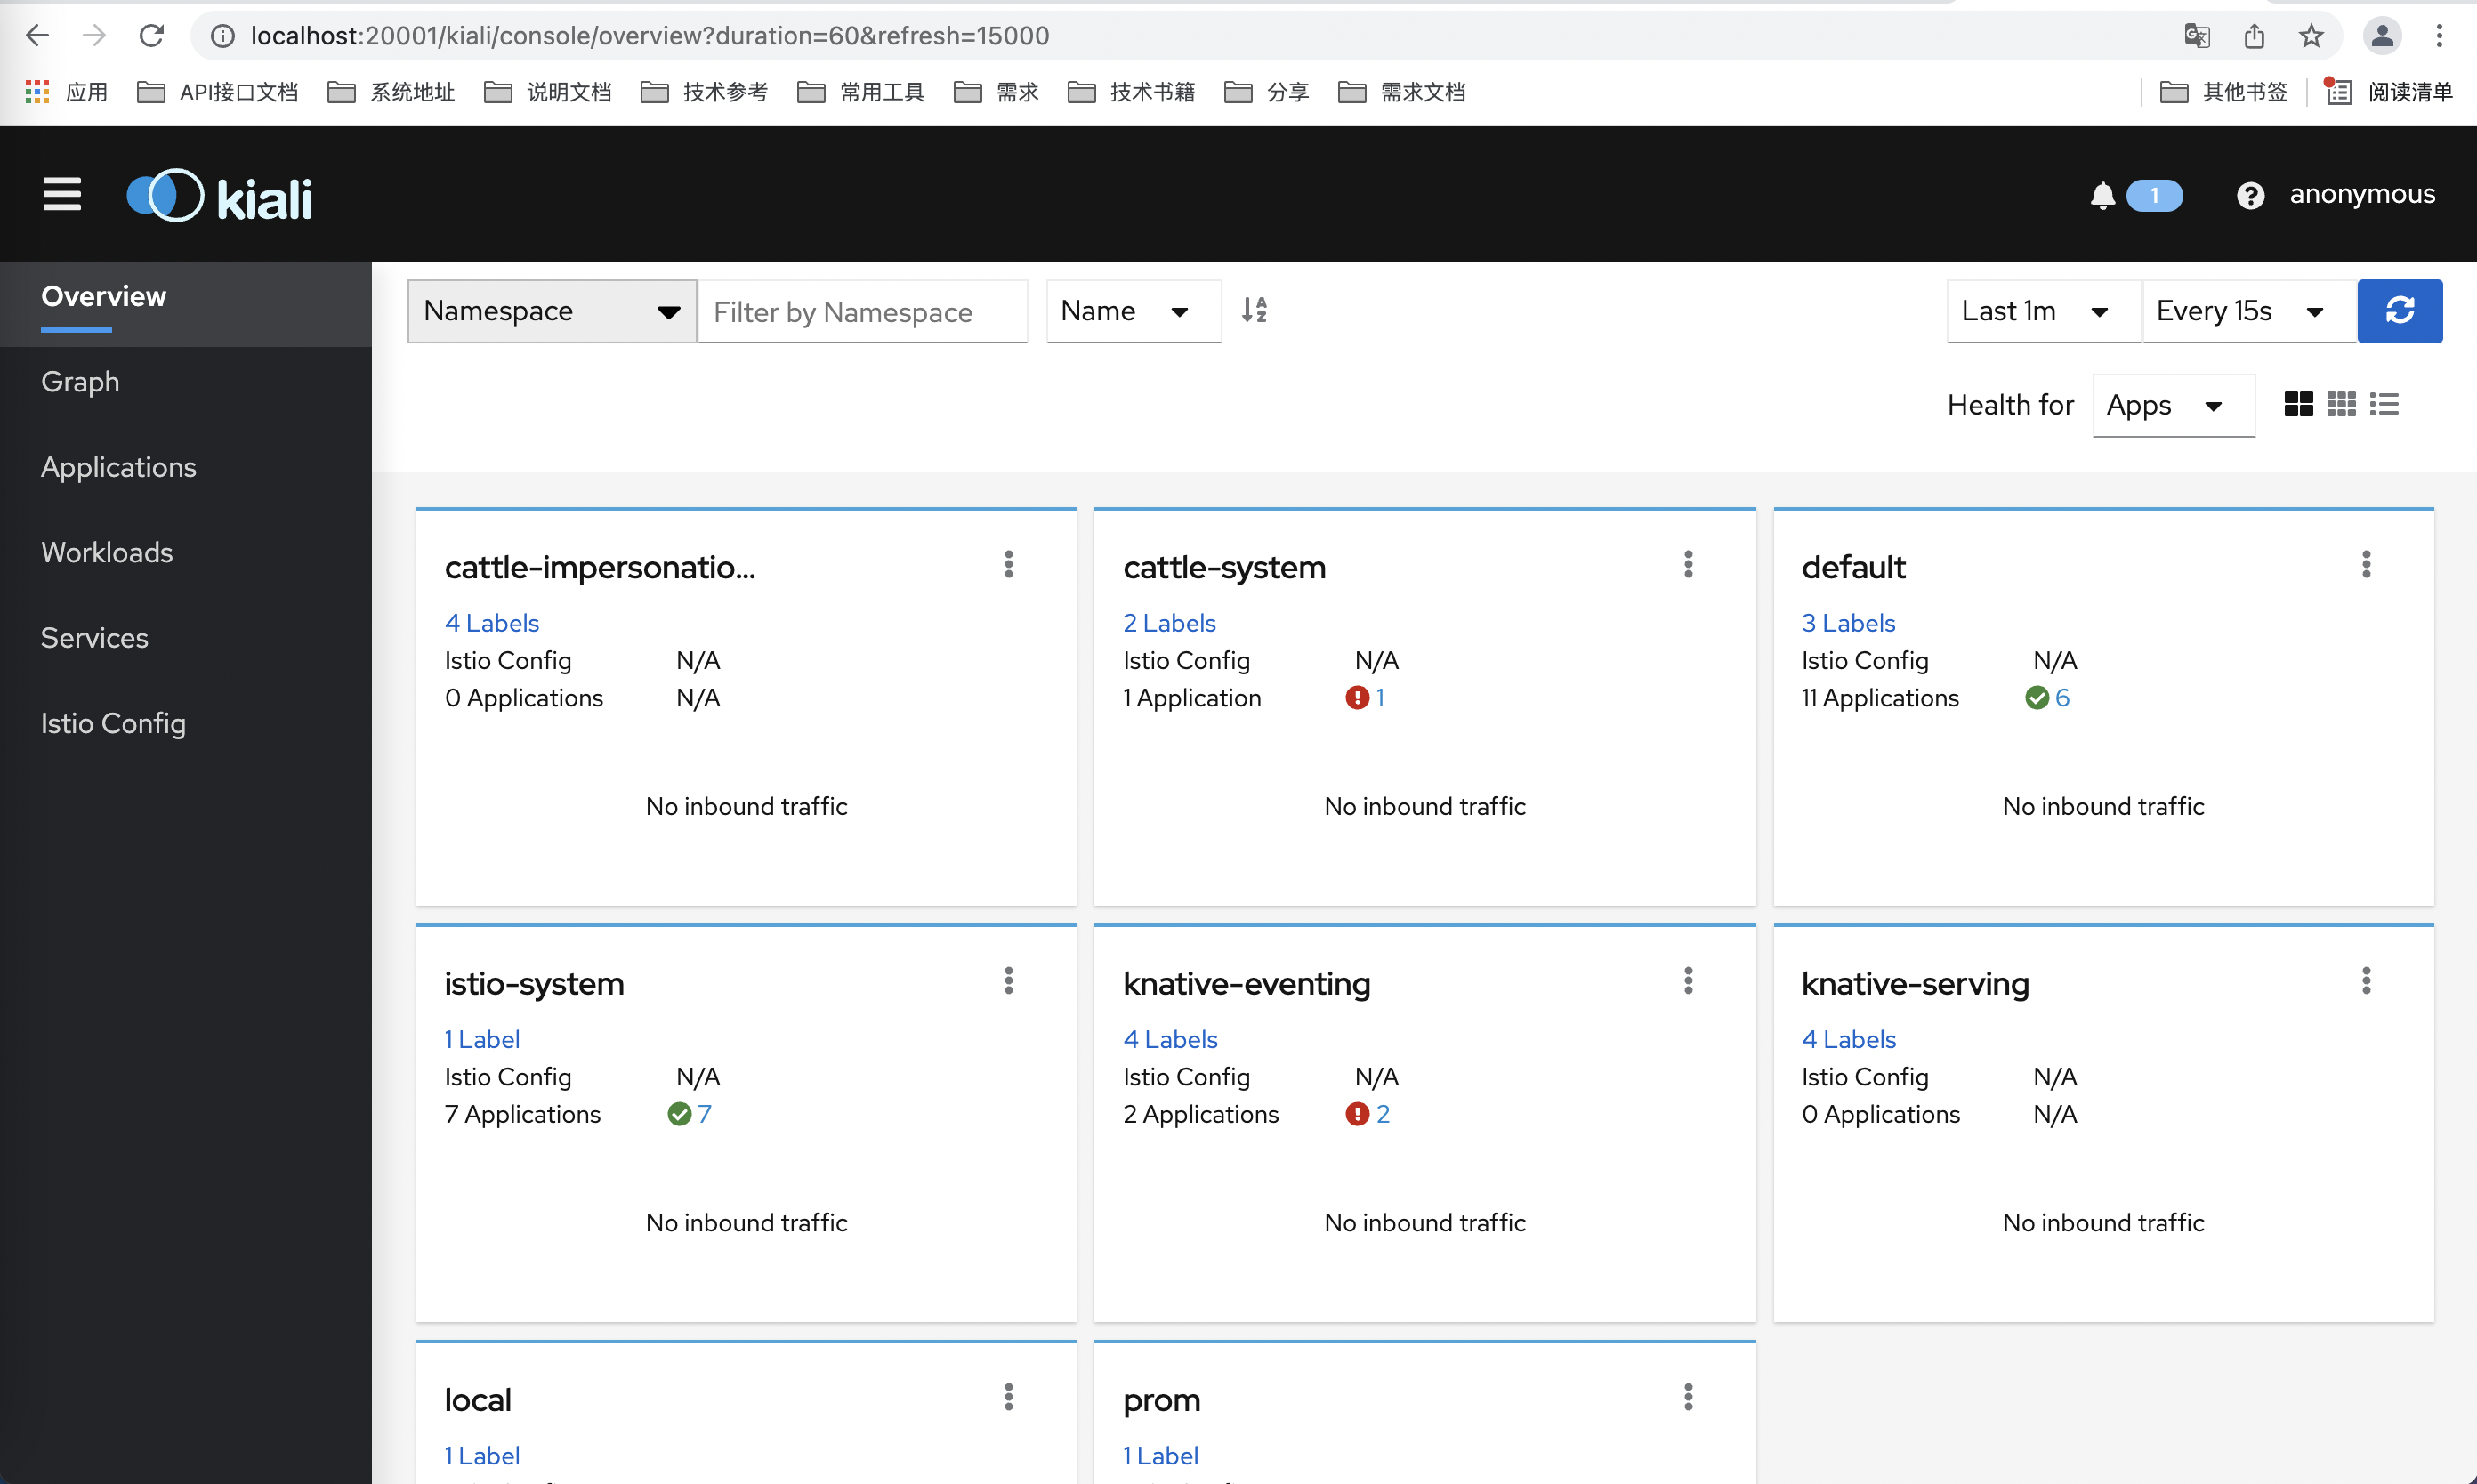 localhost:20001/kiali/console/overview?duration=60&refresh=15000
应用 API接口文档 系统地址 说明文档 技术参考 常用工具 需求 技术书籍 分享 需求文档 其他书签 阅读清单
kiali 1 anonymous
Overview
Graph
Applications
Workloads
Services
Istio Config
Namespace Filter by Namespace Name Last 1m Every 15s
Health for Apps
cattle-impersonatio...
4 Labels
Istio Config N/A
0 Applications N/A
No inbound traffic
cattle-system
2 Labels
Istio Config N/A
1 Application 1
No inbound traffic
default
3 Labels
Istio Config N/A
11 Applications 6
No inbound traffic
istio-system
1 Label
Istio Config N/A
7 Applications 7
No inbound traffic
knative-eventing
4 Labels
Istio Config N/A
2 Applications 2
No inbound traffic
knative-serving
4 Labels
Istio Config N/A
0 Applications N/A
No inbound traffic
local
1 Label
prom
1 Label